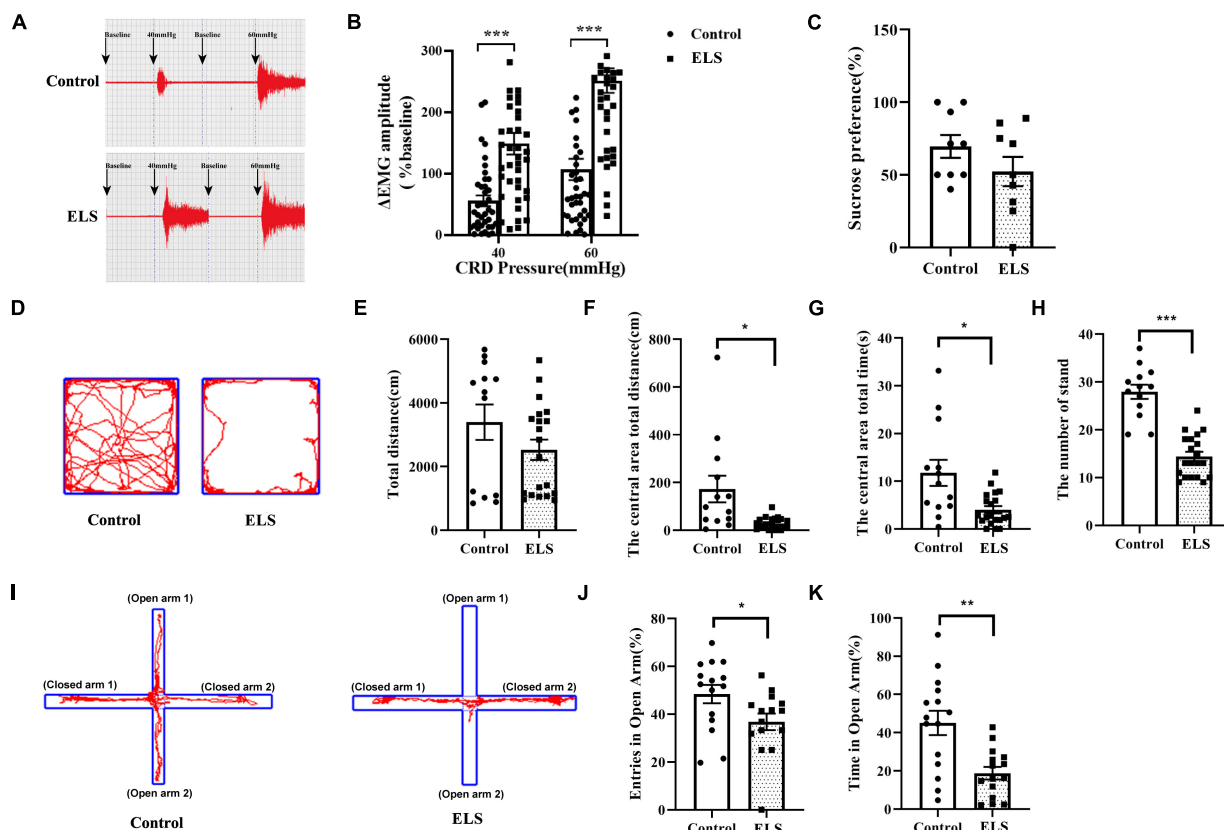 A
Baseline
40mmHg
Baseline
60mmHg
Control
Baseline
40mmHg
Baseline
60mmHg
ELS
B
***
***
Control
ELS
300
200
100
0
40
60
ΔEMG amplitude
( %baseline)
CRD Pressure(mmHg)
C
150
100
50
0
Sucrose preference(%)
Control
ELS
D
Control
ELS
E
6000
4000
2000
0
Total distance(cm)
Control
ELS
F
*
800
600
400
200
0
The central area total distance(cm)
Control
ELS
G
*
40
30
20
10
0
The central area total time(s)
Control
ELS
H
***
40
30
20
10
0
The number of stand
Control
ELS
I
(Open arm 1)
(Closed arm 1)
(Closed arm 2)
(Open arm 2)
Control
(Open arm 1)
(Closed arm 1)
(Closed arm 2)
(Open arm 2)
ELS
J
*
80
60
40
20
0
Entries in Open Arm(%)
Control
ELS
K
**
100
80
60
40
20
0
Time in Open Arm(%)
Control
ELS